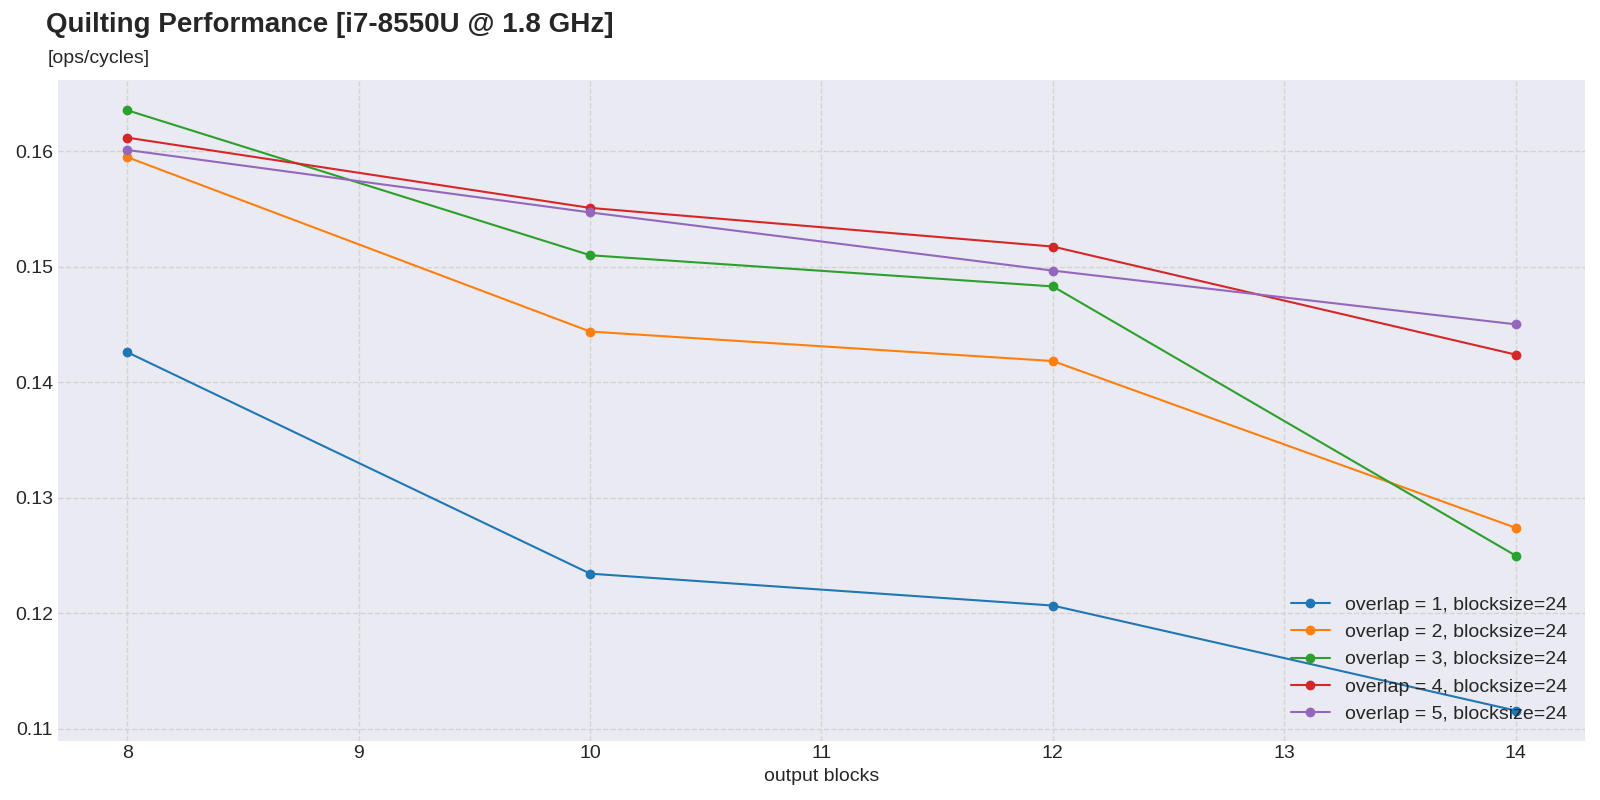 Quilting Performance [i7-8550U @ 1.8 GHz]
[ops/cycles]
0.16
0.15
0.14
0.13
0.12
0.11
overlap = 1, blocksize=24
overlap = 2, blocksize=24
overlap = 3, blocksize=24
overlap = 4, blocksize=24
overlap = 5, blocksize=24
8 9 10 11 12 13 14
output blocks